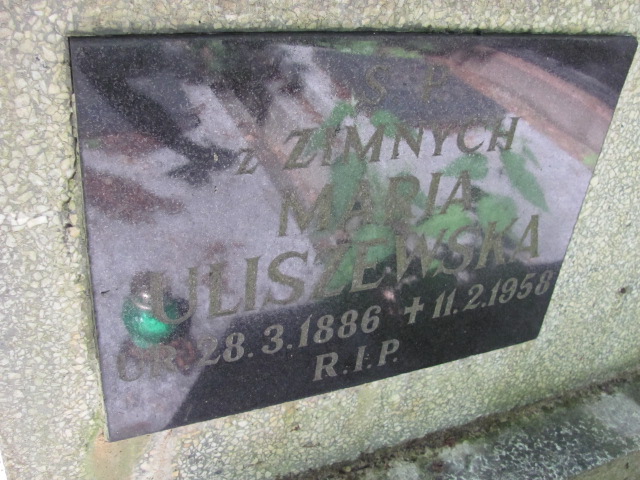 Ś P
Z ZIMNYCH
MARIA
ULISZEWSKA
UR. 28.3.1886 + 11.2.1958
R.I.P.